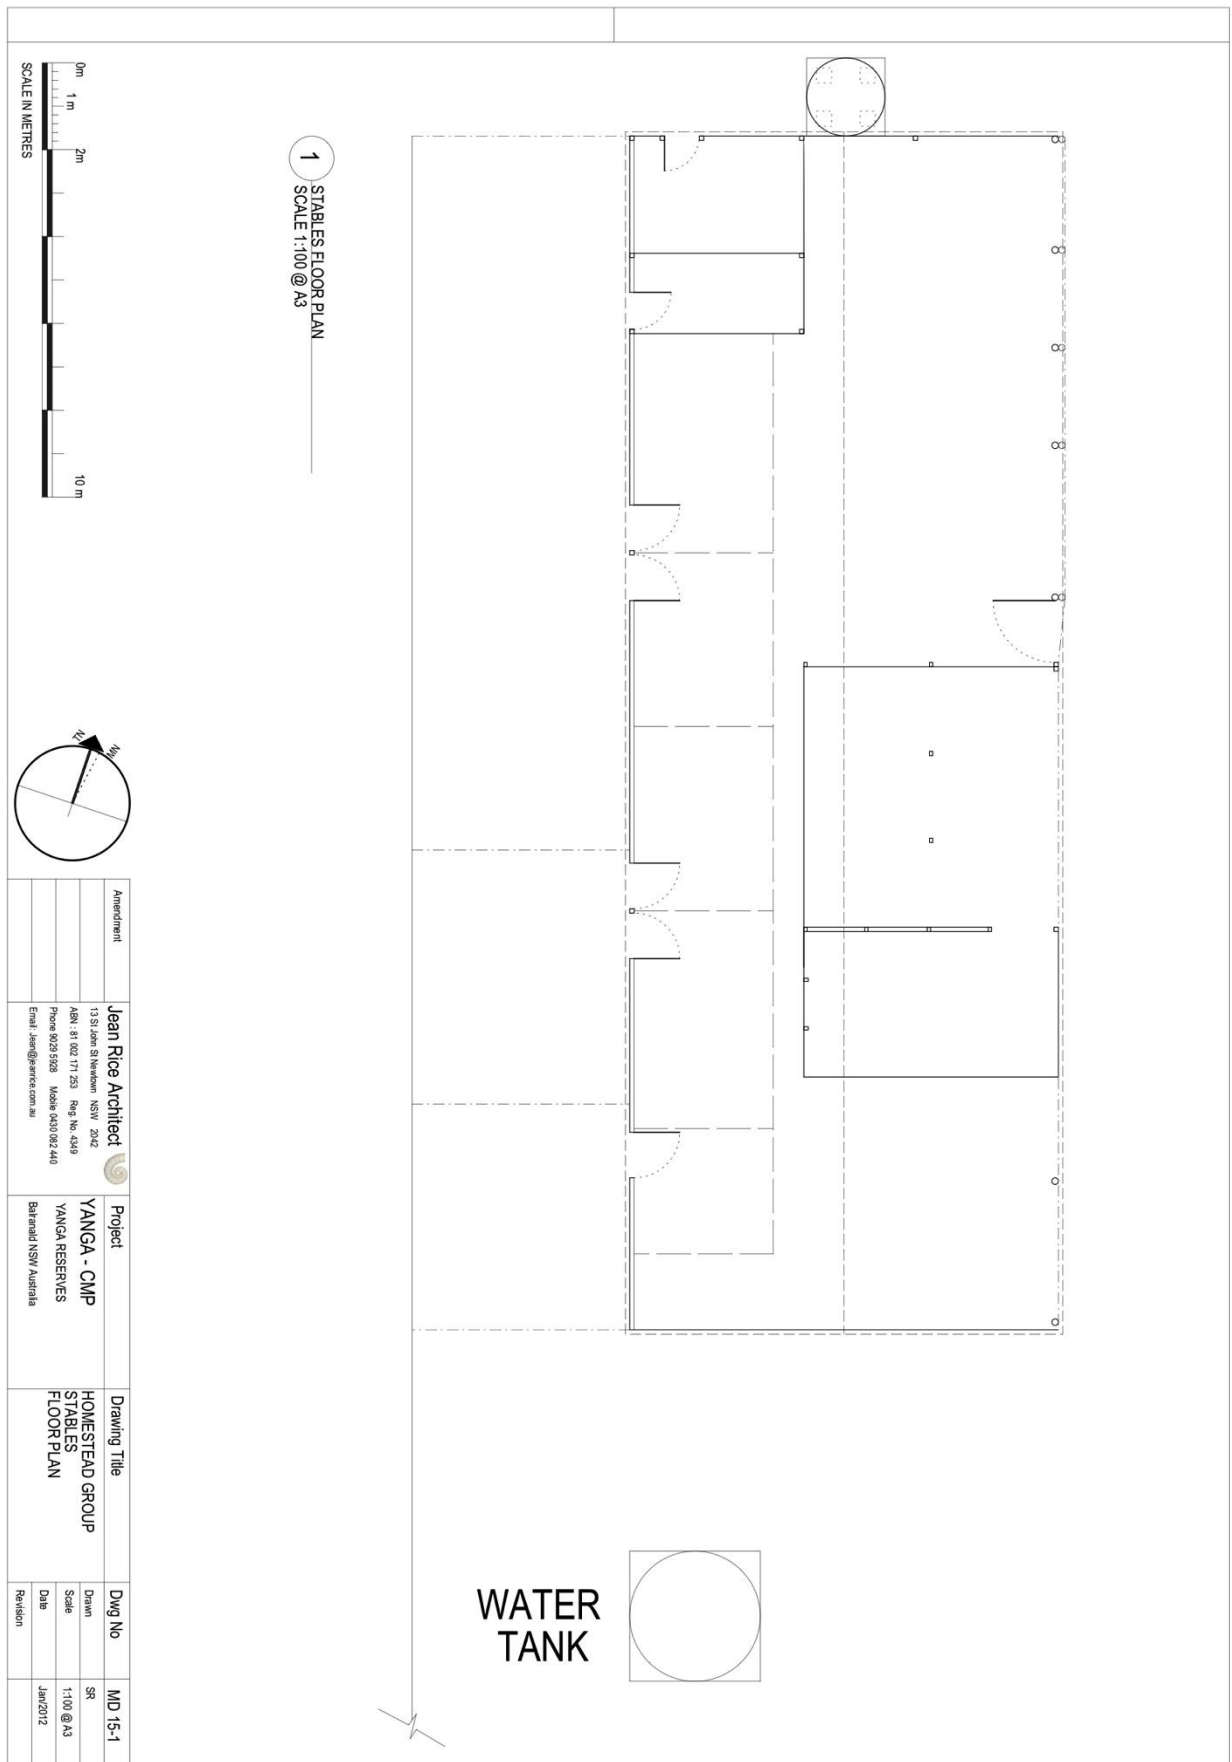 0m
1 m
2m
2m
10 m
SCALE IN METRES
1
STABLES FLOOR PLAN
SCALE 1:100 @ A3
TN
MN
WATER
TANK
Amendment
Jean Rice Architect
13 St John St Newtown NSW 2042
ABN : 81 002 171 253 Reg. No. 4349
Phone 9029 5928 Mobile 0430 082 440
Email: Jean@jeanrice.com.au
Project
YANGA - CMP
YANGA RESERVES
Balranald NSW Australia
Drawing Title
HOMESTEAD GROUP
STABLES
FLOOR PLAN
Dwg No MD 15-1
Drawn SR
Scale 1:100 @ A3
Date Jan/2012
Revision